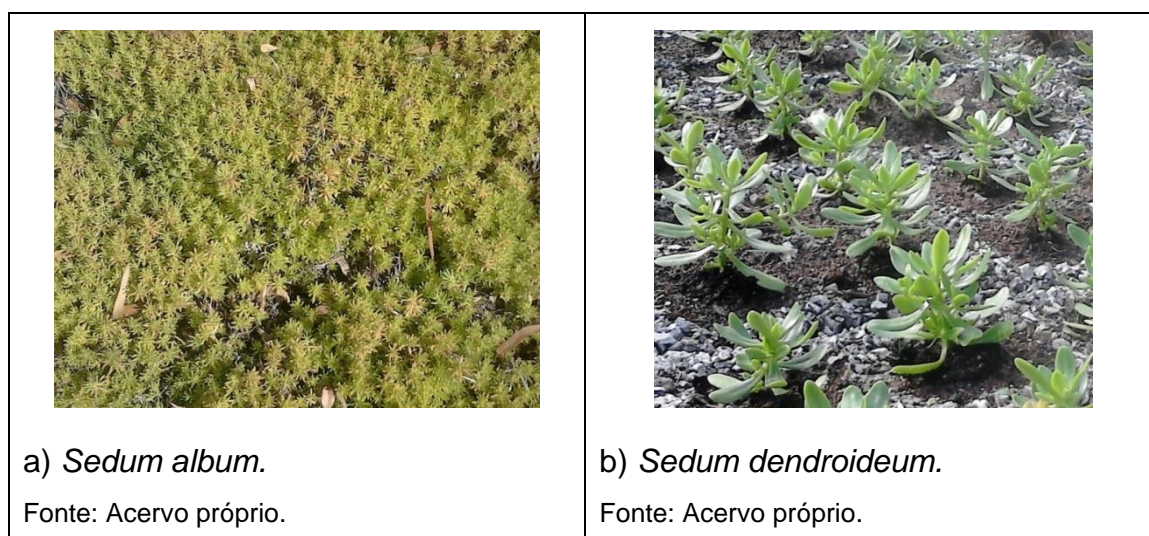 a) Sedum album.
Fonte: Acervo próprio.
b) Sedum dendroideum.
Fonte: Acervo próprio.